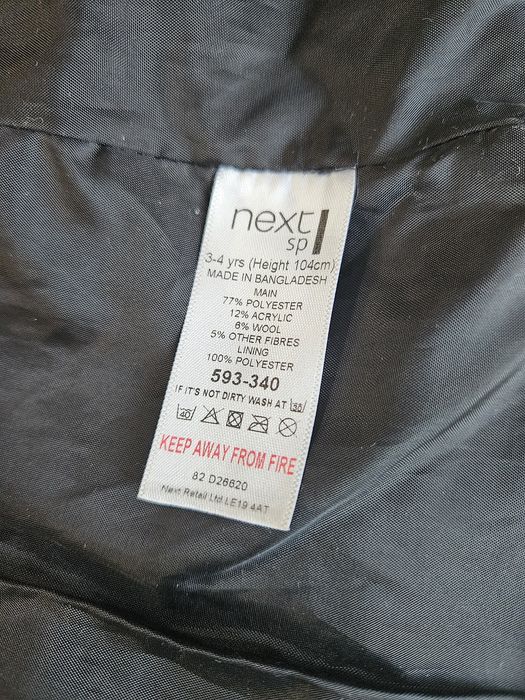 next
sp
3-4 yrs (Height 104cm)
MADE IN BANGLADESH
MAIN
77% POLYESTER
12% ACRYLIC
6% WOOL
5% OTHER FIBRES
LINING
100% POLYESTER
593-340
IF IT'S NOT DIRTY WASH AT 30
40
KEEP AWAY FROM FIRE
82 D26620
Next Retail Ltd LE19 4AT